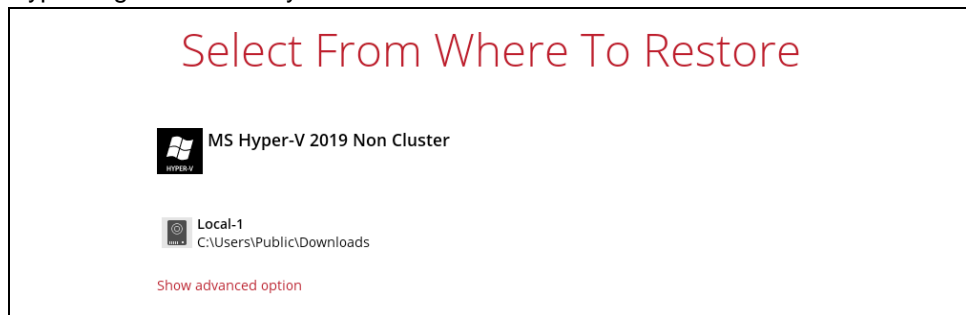 Select From Where To Restore
MS Hyper-V 2019 Non Cluster
HYPER-V
Local-1
C:\Users\Public\Downloads
Show advanced option